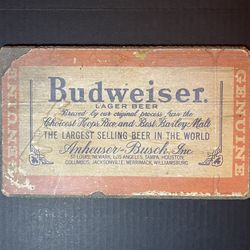 GENUINE
Budweiser.
LAGER BEER
Brewed by our original process from the
Choicest Hops, Rice and Best Barley Malt
THE LARGEST SELLING BEER IN THE WORLD
Anheuser-Busch, Inc.
ST. LOUIS, NEWARK, LOS ANGELES, TAMPA, HOUSTON,
COLUMBUS, JACKSONVILLE, MERRIMACK, WILLIAMSBURG
GENUINE